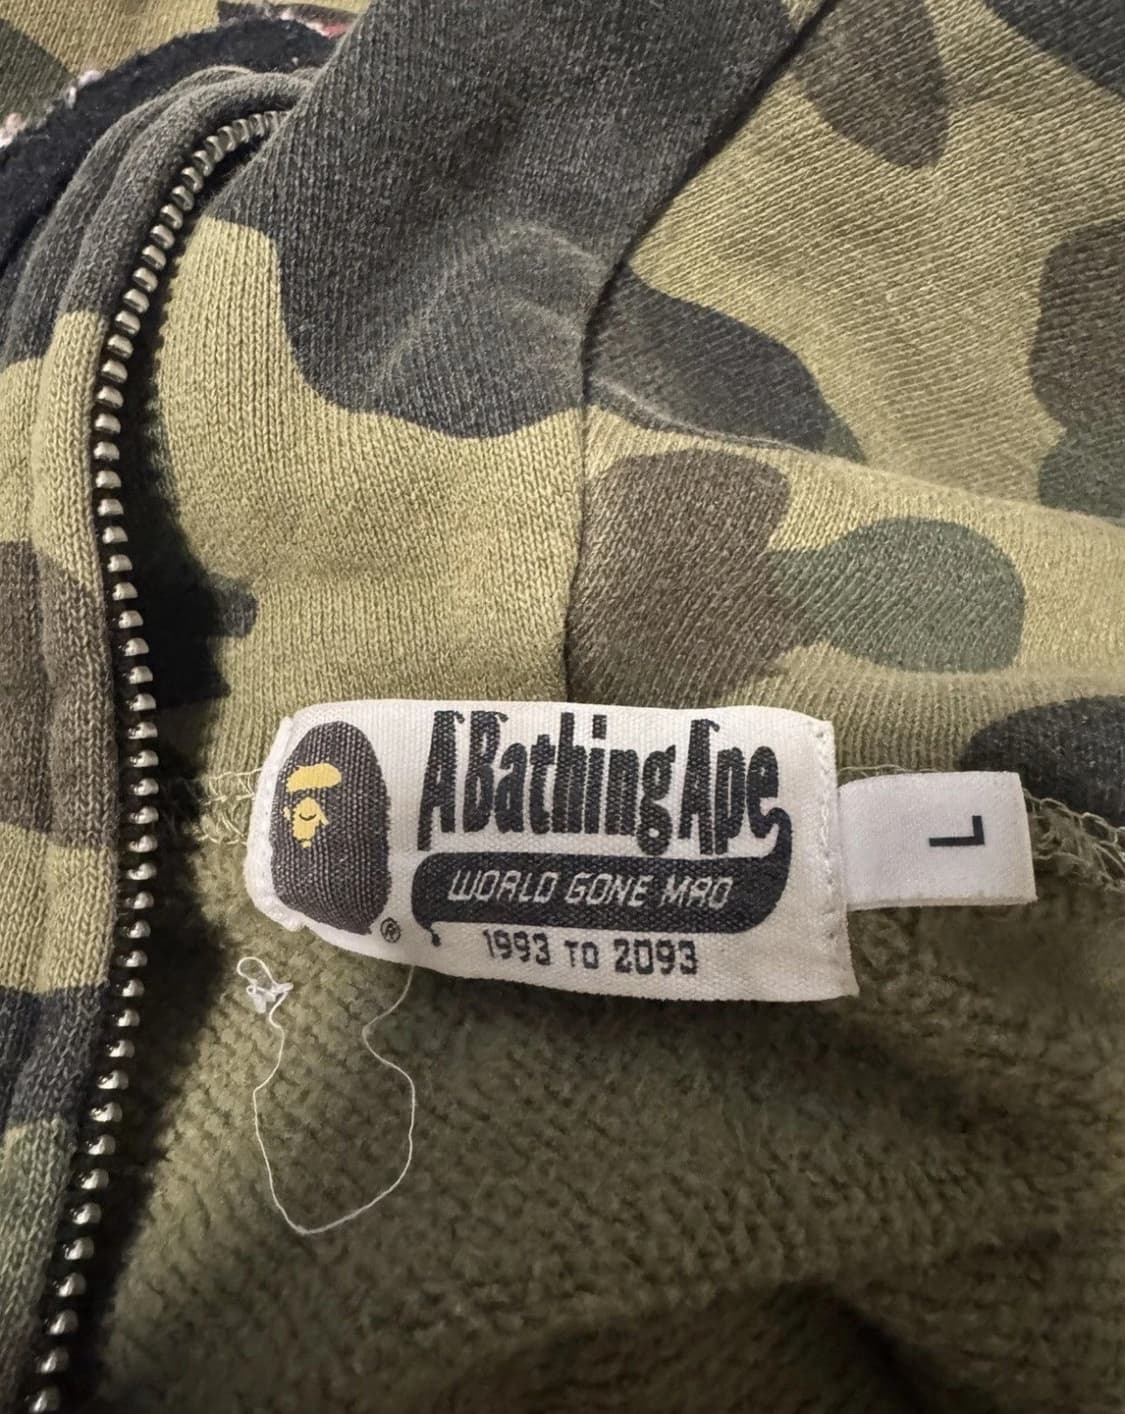 A Bathing Ape
WORLD GONE MAD
®
1993 TO 2093
L